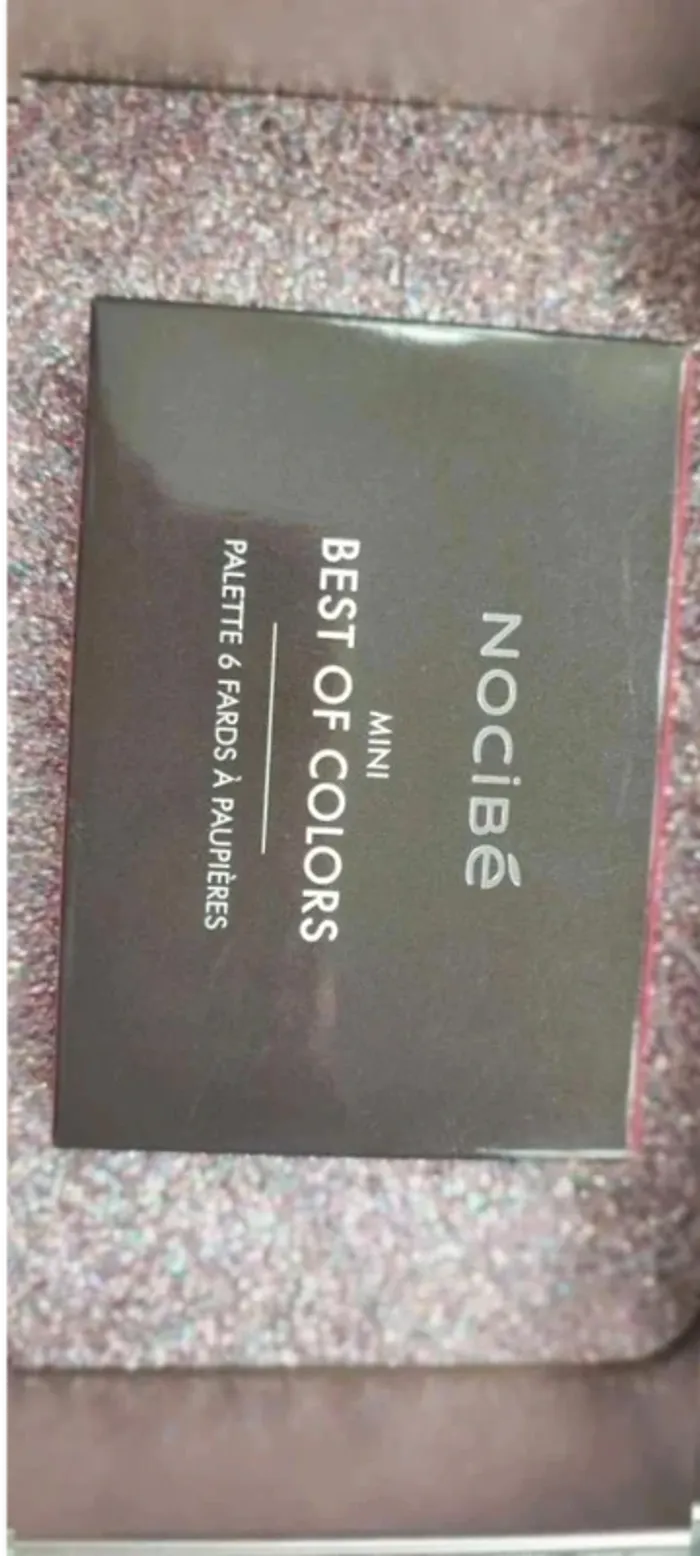 NOCiBé
MINI
BEST OF COLORS
PALETTE 6 FARDS À PAUPIÈRES